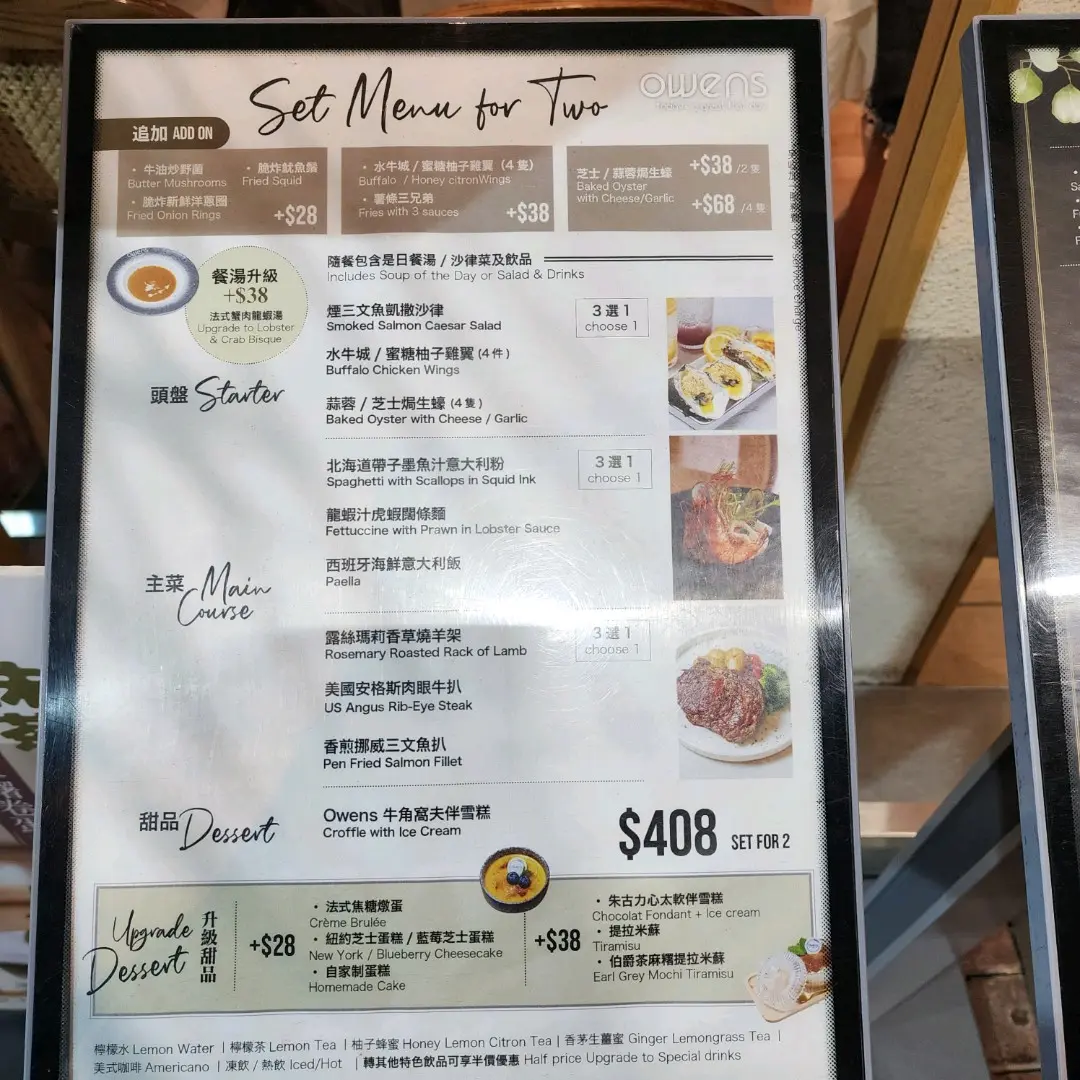 Set Menu for Two
OWENS
追加 ADD ON
· 牛油炒野菌
Butter Mushrooms
· 脆炸魷魚鬚
Fried Squid
· 脆炸新鮮洋蔥圈
Fried Onion Rings
+$28
· 水牛城 / 蜜糖柚子雞翼 (4 隻)
Buffalo / Honey citronWings
· 薯條三兄弟
Fries with 3 sauces
+$38
芝士 / 蒜蓉焗生蠔
Baked Oyster
with Cheese/Garlic
+$38 /2 隻
+$68 /4 隻
餐湯升級
+$38
法式蟹肉龍蝦湯
Upgrade to Lobster
& Crab Bisque
隨餐包含是日餐湯 / 沙律菜及飲品
Includes Soup of the Day or Salad & Drinks
頭盤 Starter
煙三文魚凱撒沙律
Smoked Salmon Caesar Salad
3 選 1
choose 1
水牛城 / 蜜糖柚子雞翼 (4 件)
Buffalo Chicken Wings
蒜蓉 / 芝士焗生蠔 (4 隻)
Baked Oyster with Cheese / Garlic
主菜 Main Course
北海道帶子墨魚汁意大利粉
Spaghetti with Scallops in Squid Ink
3 選 1
choose 1
龍蝦汁虎蝦闊條麵
Fettuccine with Prawn in Lobster Sauce
西班牙海鮮意大利飯
Paella
露絲瑪莉香草燒羊架
Rosemary Roasted Rack of Lamb
3 選 1
choose 1
美國安格斯肉眼牛扒
US Angus Rib-Eye Steak
香煎挪威三文魚扒
Pen Fried Salmon Fillet
甜品 Dessert
Owens 牛角窩夫伴雪糕
Croffle with Ice Cream
$408 SET FOR 2
Upgrade Dessert
升級甜品
+$28
· 法式焦糖燉蛋
Crème Brulée
· 紐約芝士蛋糕 / 藍莓芝士蛋糕
New York / Blueberry Cheesecake
· 自家制蛋糕
Homemade Cake
+$38
· 朱古力心太軟伴雪糕
Chocolat Fondant + Ice cream
· 提拉米蘇
Tiramisu
· 伯爵茶麻糬提拉米蘇
Earl Grey Mochi Tiramisu
檸檬水 Lemon Water | 檸檬茶 Lemon Tea | 柚子蜂蜜 Honey Lemon Citron Tea | 香茅生薑蜜 Ginger Lemongrass Tea |
美式咖啡 Americano | 凍飲 / 熱飲 Iced/Hot | 轉其他特色飲品可享半價優惠 Half price Upgrade to Special drinks